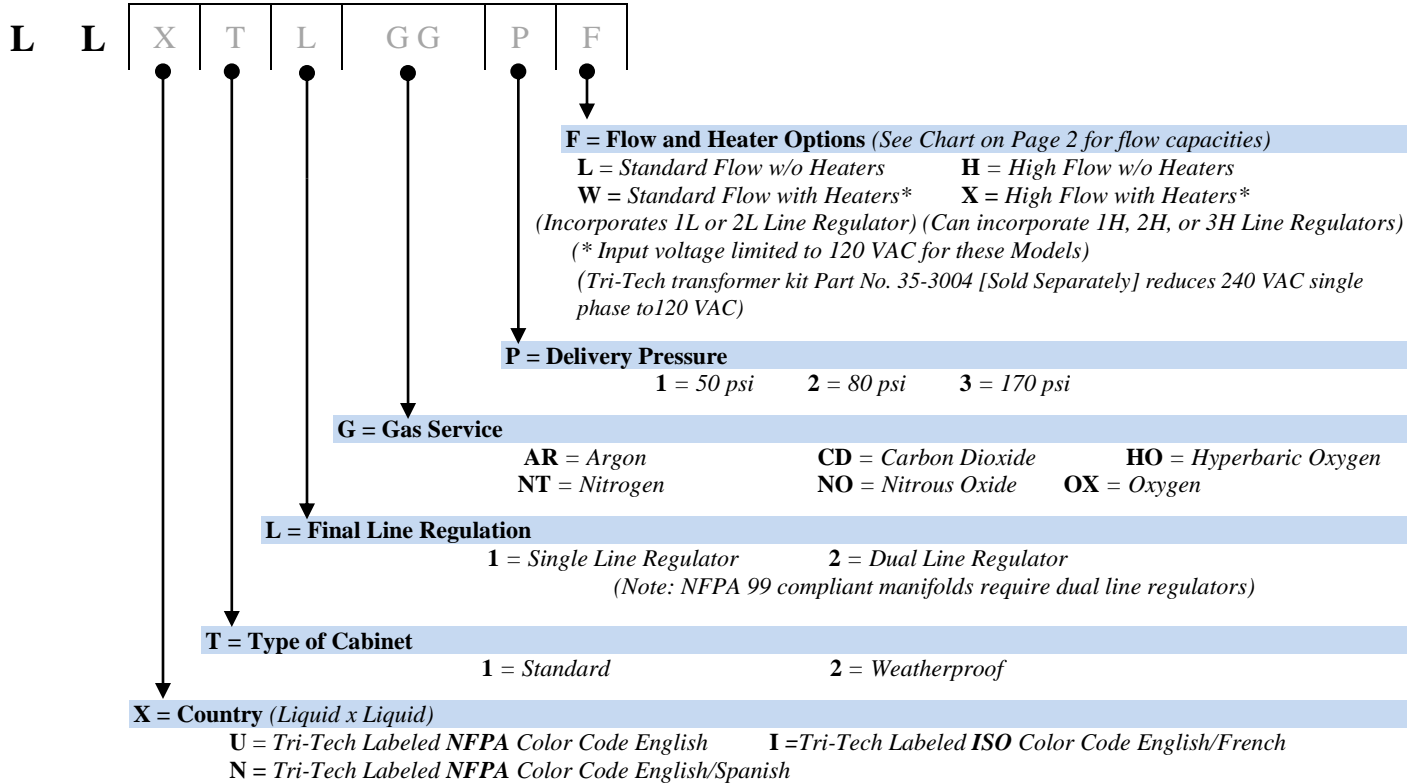 L L X T L G G P F
F = Flow and Heater Options (See Chart on Page 2 for flow capacities)
L = Standard Flow w/o Heaters H = High Flow w/o Heaters
W = Standard Flow with Heaters* X = High Flow with Heaters*
(Incorporates 1L or 2L Line Regulator) (Can incorporate 1H, 2H, or 3H Line Regulators)
(* Input voltage limited to 120 VAC for these Models)
(Tri-Tech transformer kit Part No. 35-3004 [Sold Separately] reduces 240 VAC single
phase to120 VAC)
P = Delivery Pressure
1 = 50 psi 2 = 80 psi 3 = 170 psi
G = Gas Service
AR = Argon CD = Carbon Dioxide HO = Hyperbaric Oxygen
NT = Nitrogen NO = Nitrous Oxide OX = Oxygen
L = Final Line Regulation
1 = Single Line Regulator 2 = Dual Line Regulator
(Note: NFPA 99 compliant manifolds require dual line regulators)
T = Type of Cabinet
1 = Standard 2 = Weatherproof
X = Country (Liquid x Liquid)
U = Tri-Tech Labeled NFPA Color Code English I =Tri-Tech Labeled ISO Color Code English/French
N = Tri-Tech Labeled NFPA Color Code English/Spanish